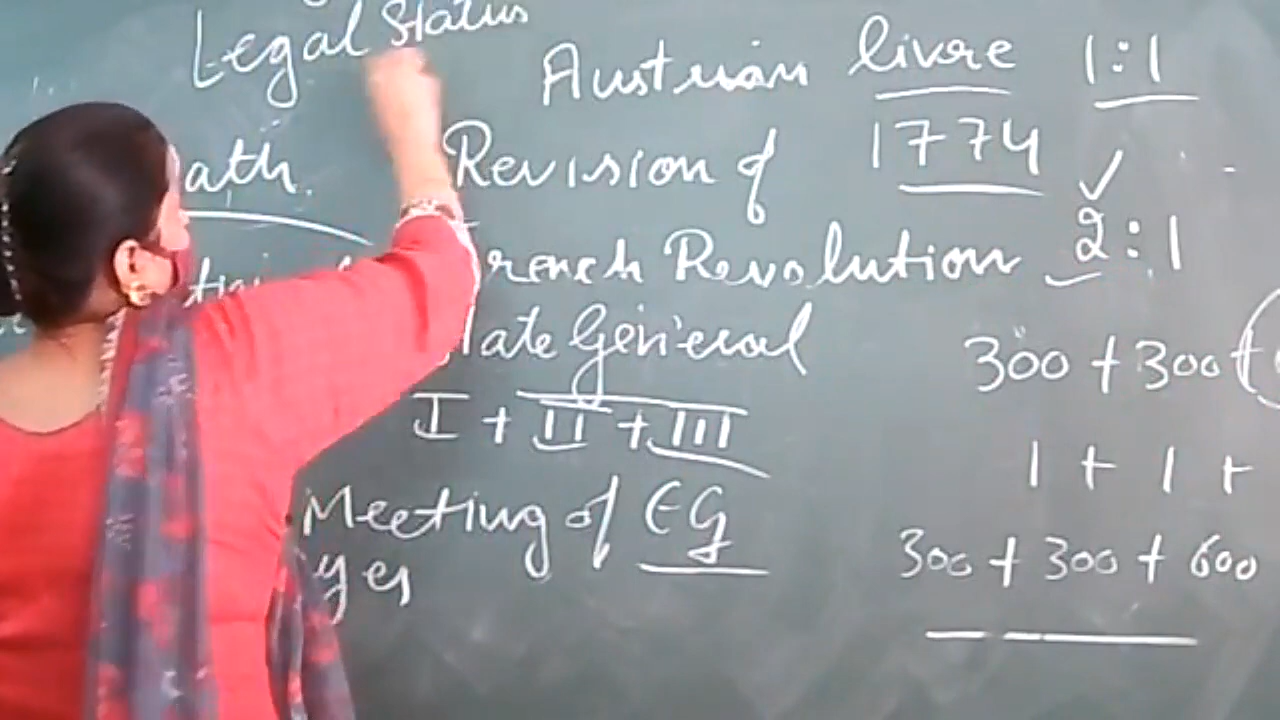 Legal Status
Austrian livre 1:1
ath. Revision of 1774 ✓
rench Revolution 2:1
tate General
300 + 300 +
I + II + III
1 + 1 +
Meeting of EG
300 + 300 + 600
yes